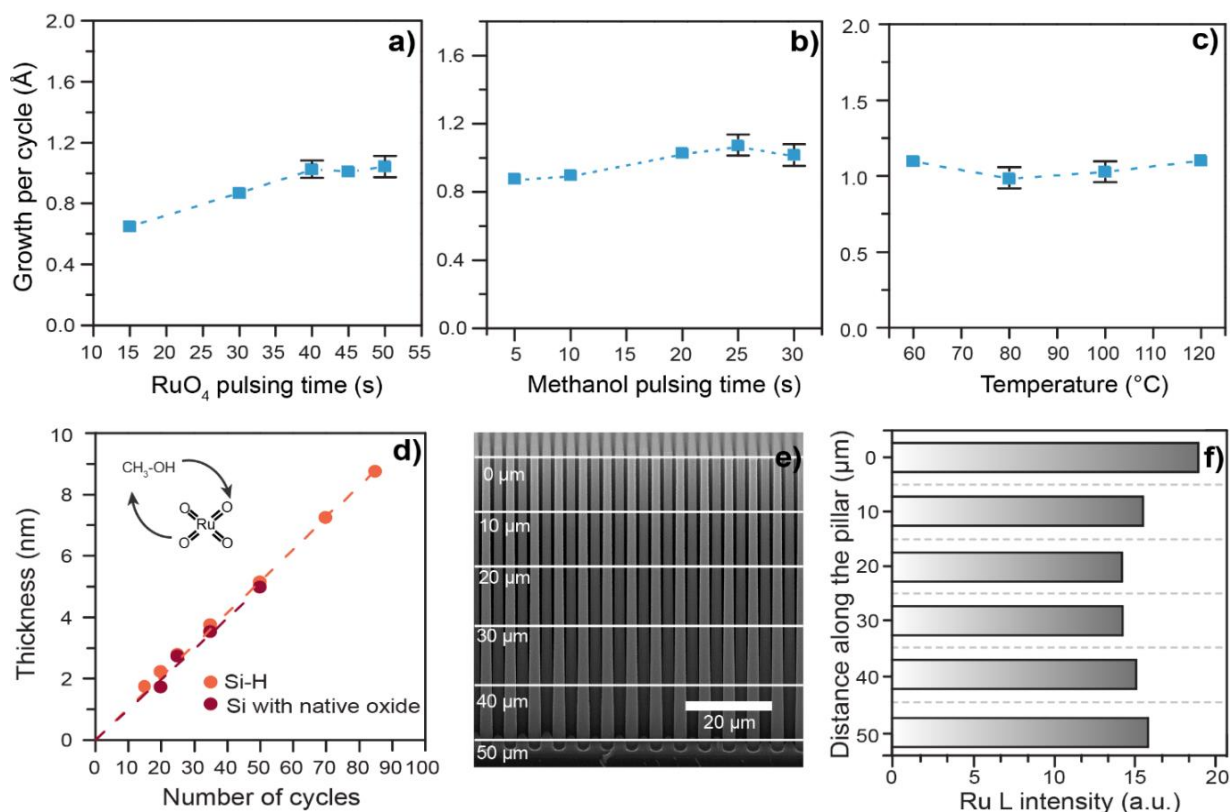 a)
Growth per cycle (Å)
2.0
1.6
1.2
0.8
0.4
0.0
10 15 20 25 30 35 40 45 50 55
RuO₄ pulsing time (s)
b)
1.6
1.2
0.8
0.4
0.0
5 10 15 20 25 30
Methanol pulsing time (s)
c)
2.0
1.5
1.0
0.5
0.0
60 70 80 90 100 110 120
Temperature (°C)
d)
Thickness (nm)
10
8
6
4
2
0
CH₃-OH
O O
Ru
O O
Si-H
Si with native oxide
0 10 20 30 40 50 60 70 80 90 100
Number of cycles
e)
0 µm
10 µm
20 µm
30 µm
40 µm
20 µm
50 µm
f)
Distance along the pillar (µm)
0
10
20
30
40
50
0 5 10 15 20
Ru L intensity (a.u.)